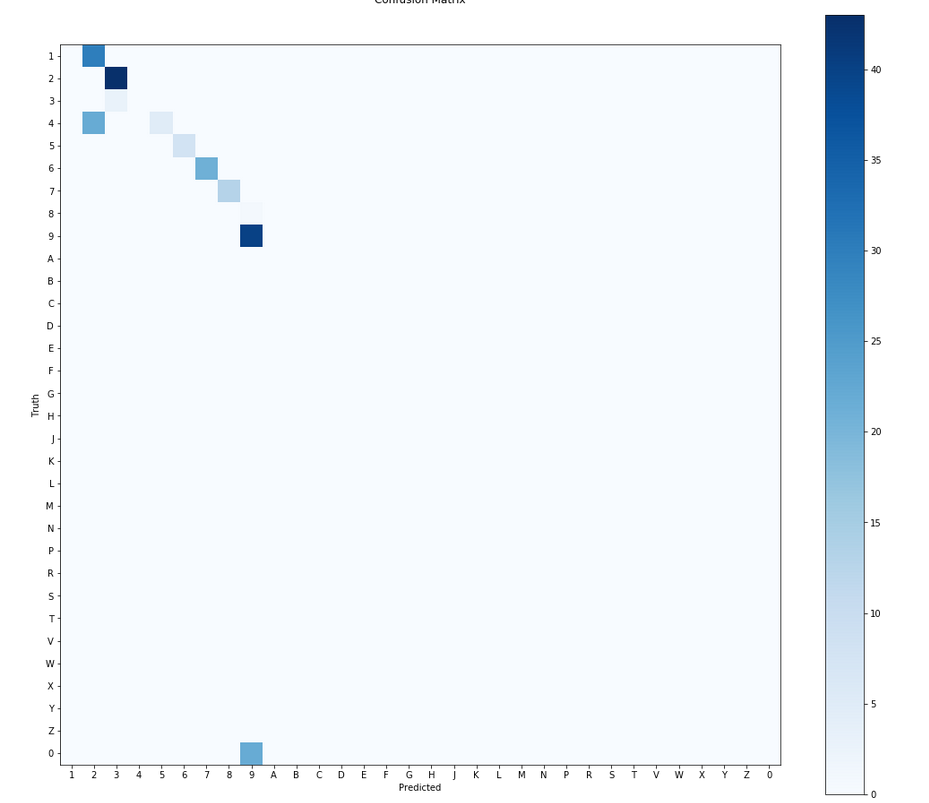 Confusion Matrix
1
2
3
4
5
6
7
8
9
A
B
C
D
E
F
G
H
J
K
L
M
N
P
R
S
T
V
W
X
Y
Z
0
Truth
1 2 3 4 5 6 7 8 9 A B C D E F G H J K L M N P R S T V W X Y Z 0
Predicted
40
35
30
25
20
15
10
5
0